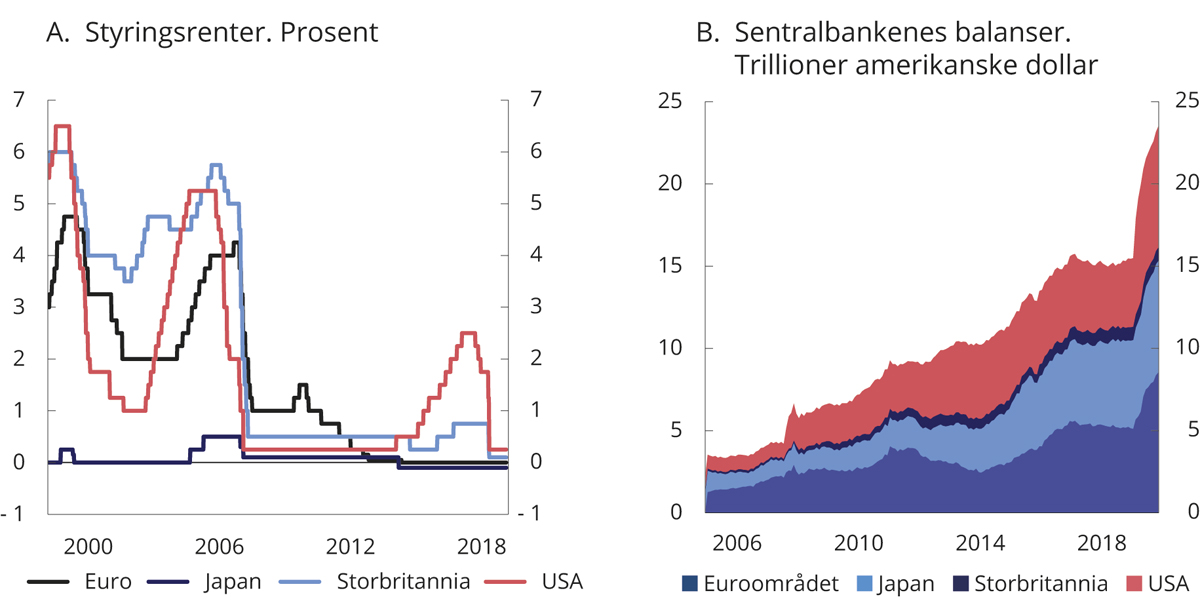 A. Styringsrenter. Prosent
7 7
6 6
5 5
4 4
3 3
2 2
1 1
0 0
- 1 - 1
2000 2006 2012 2018
Euro Japan Storbritannia USA
B. Sentralbankenes balanser.
Trillioner amerikanske dollar
25 25
20 20
15 15
10 10
5 5
0 0
2006 2010 2014 2018
Euroområdet Japan Storbritannia USA